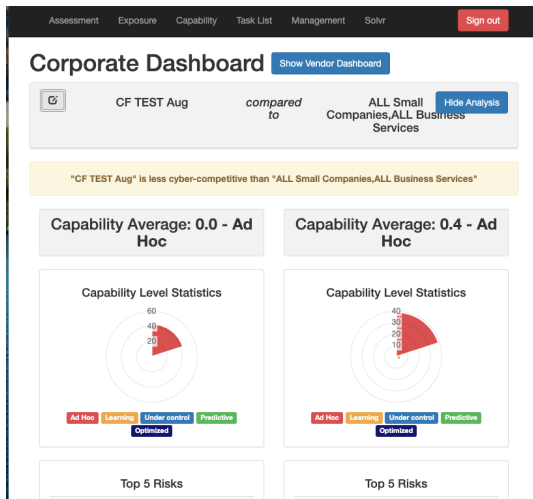 Assessment Exposure Capability Task List Management Solvr Sign out
Corporate Dashboard Show Vendor Dashboard
CF TEST Aug
compared
to
ALL Small
Companies,ALL Business
Services
Hide Analysis
"CF TEST Aug" is less cyber-competitive than "ALL Small Companies,ALL Business Services"
Capability Average: 0.0 - Ad
Hoc
Capability Level Statistics
60
40
20
Ad Hoc Learning Under control Predictive
Optimized
Top 5 Risks
Capability Average: 0.4 - Ad
Hoc
Capability Level Statistics
40
30
20
10
Ad Hoc Learning Under control Predictive
Optimized
Top 5 Risks